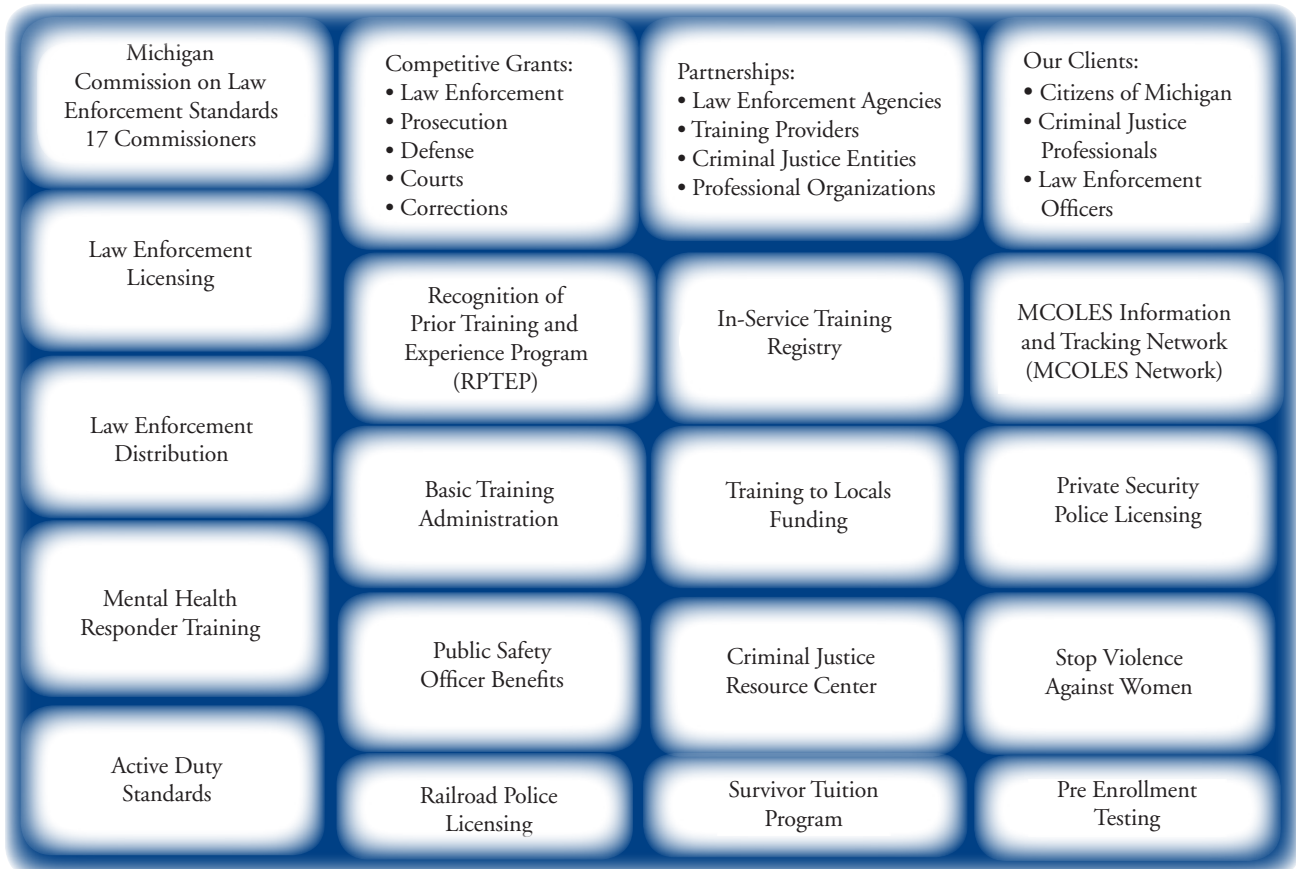 Michigan
Commission on Law
Enforcement Standards
17 Commissioners
Law Enforcement
Licensing
Law Enforcement
Distribution
Mental Health
Responder Training
Active Duty
Standards
Competitive Grants:
• Law Enforcement
• Prosecution
• Defense
• Courts
• Corrections
Recognition of
Prior Training and
Experience Program
(RPTEP)
Basic Training
Administration
Public Safety
Officer Benefits
Railroad Police
Licensing
Partnerships:
• Law Enforcement Agencies
• Training Providers
• Criminal Justice Entities
• Professional Organizations
In-Service Training
Registry
Training to Locals
Funding
Criminal Justice
Resource Center
Survivor Tuition
Program
Our Clients:
• Citizens of Michigan
• Criminal Justice
Professionals
• Law Enforcement
Officers
MCOLES Information
and Tracking Network
(MCOLES Network)
Private Security
Police Licensing
Stop Violence
Against Women
Pre Enrollment
Testing